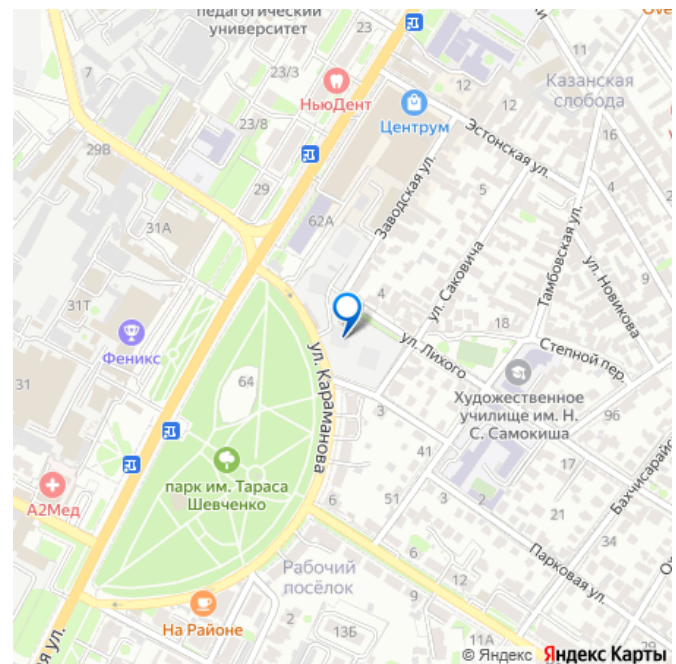 педагогический
университет
23
Ove
11
7
23/3
НьюДент
12
12
Казанская
слобода
Центрум
23/8
Эстонская ул.
16
29В
Заводская ул.
29
5
62А
31А
ул. Саковича
Тамбовская ул.
ул. Новикова
9
4
31Т
18
ул. Лихого
Степной пер.
Феникс
ул. Караманова
64
31
Художественное
училище им. Н.
С. Самокиша
3
96
41
17
парк им. Тараса
Шевченко
А2Мед
Бахчисарайс
51
3
2
21
6
34
Парковая ул.
Рабочий
посёлок
6
12
9
2
На Районе
13Б
11А
29
я ул.
© Яндекс Яндекс Карты